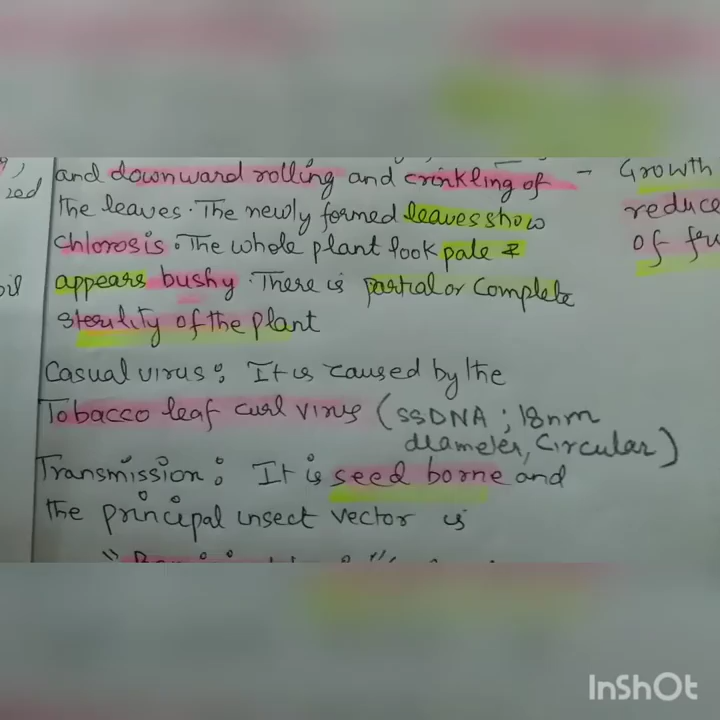 and downward rolling and crinkling of
the leaves. The newly formed leaves show
chlorosis. The whole plant look pale &
appears bushy. There is partial or complete
sterility of the plant
Casual virus: It is caused by the
Tobacco leaf curl virus (SSDNA; 18nm
diameter, Circular)
Transmission: It is seed borne and
the principal insect vector is
- Growth
reduce
of
InShOt